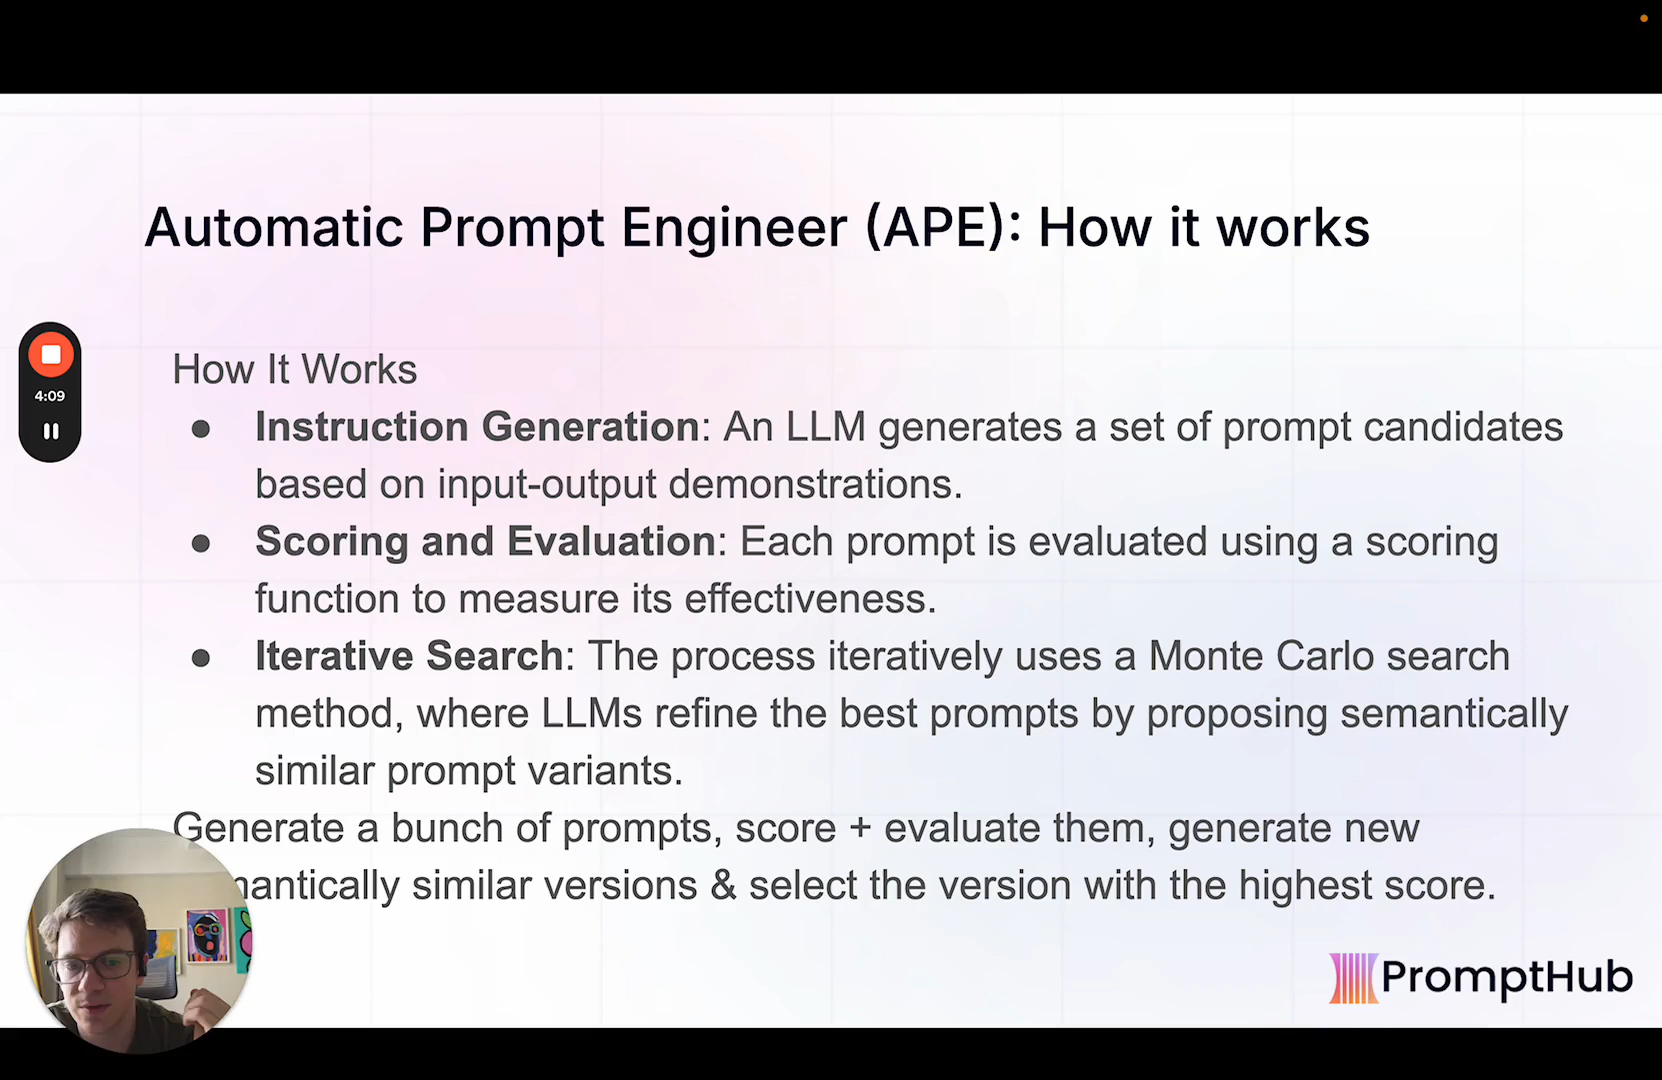 Automatic Prompt Engineer (APE): How it works
4:09
How It Works
● Instruction Generation: An LLM generates a set of prompt candidates
based on input-output demonstrations.
● Scoring and Evaluation: Each prompt is evaluated using a scoring
function to measure its effectiveness.
● Iterative Search: The process iteratively uses a Monte Carlo search
method, where LLMs refine the best prompts by proposing semantically
similar prompt variants.
Generate a bunch of prompts, score + evaluate them, generate new
mantically similar versions & select the version with the highest score.
PromptHub